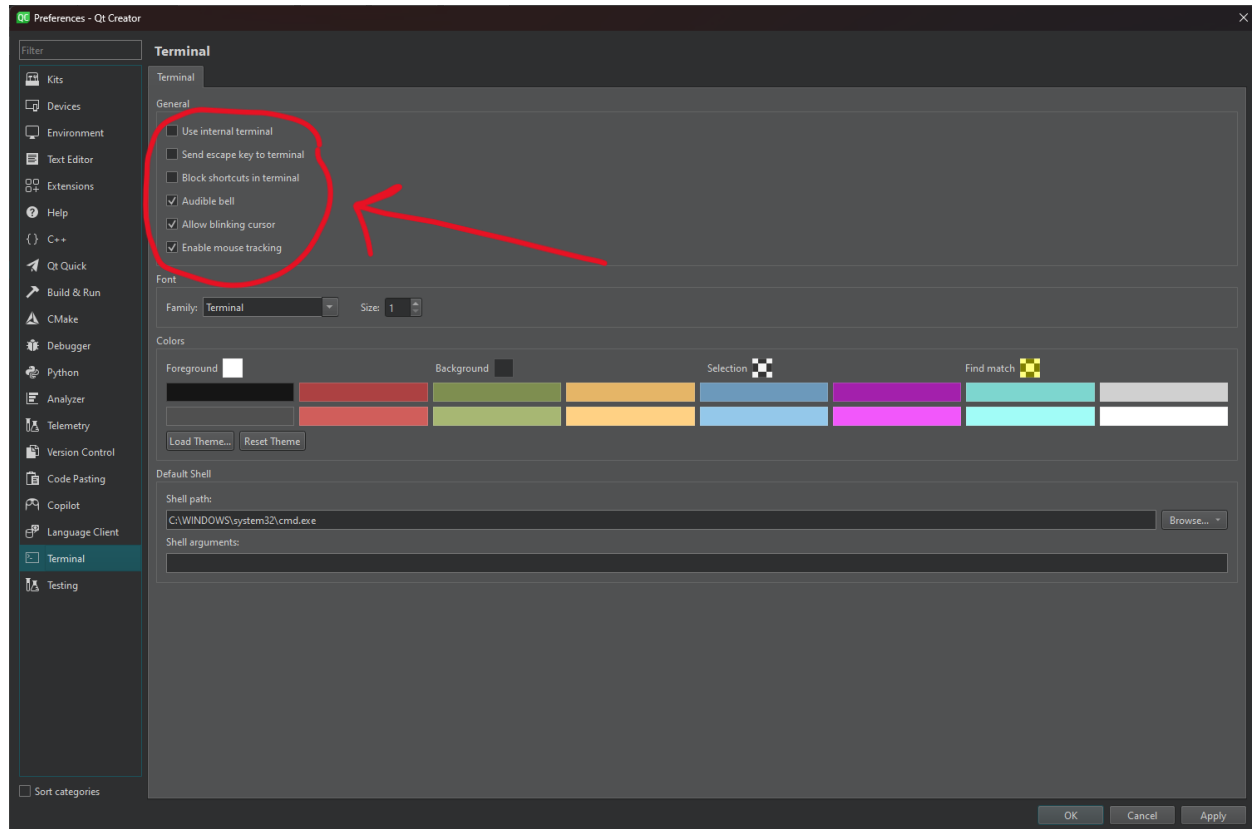 QC Preferences - Qt Creator
Filter
Kits
Devices
Environment
Text Editor
Extensions
Help
C++
Qt Quick
Build & Run
CMake
Debugger
Python
Analyzer
Telemetry
Version Control
Code Pasting
Copilot
Language Client
Terminal
Testing
Sort categories
Terminal
Terminal
General
Use internal terminal
Send escape key to terminal
Block shortcuts in terminal
Audible bell
Allow blinking cursor
Enable mouse tracking
Font
Family: Terminal Size: 1
Colors
Foreground Background Selection Find match
Load Theme... Reset Theme
Default Shell
Shell path:
C:\WINDOWS\system32\cmd.exe Browse...
Shell arguments:
OK Cancel Apply